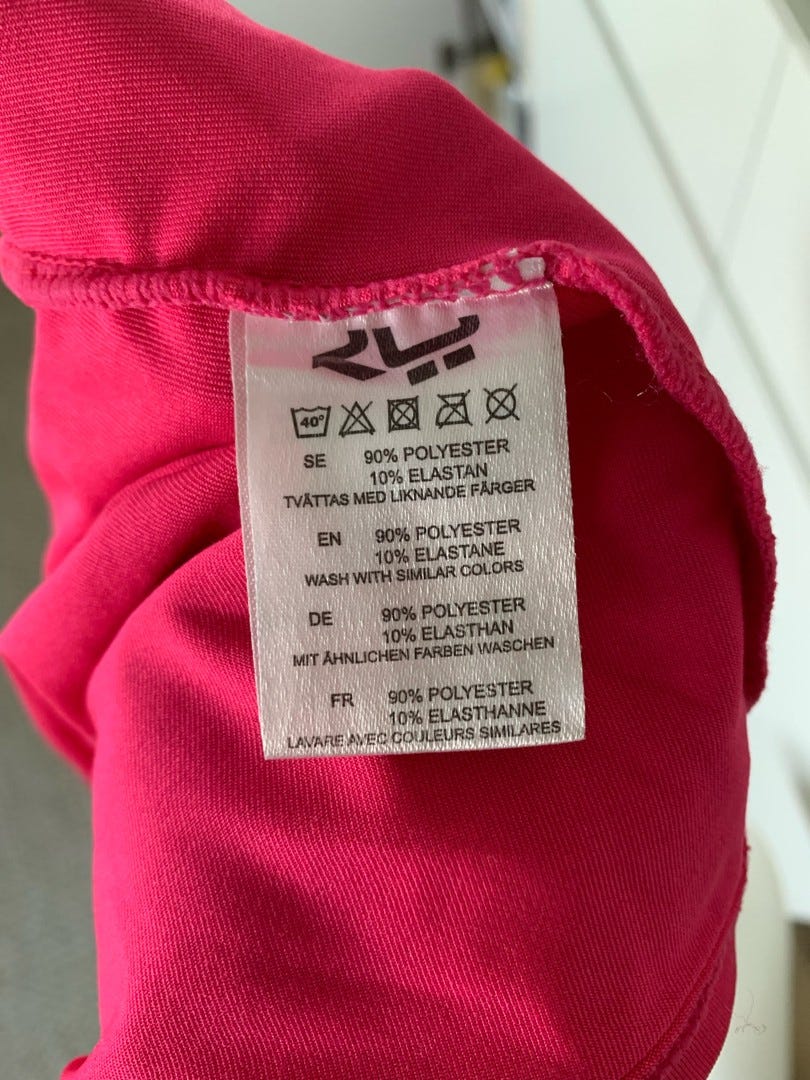 40°
SE 90% POLYESTER
10% ELASTAN
TVÄTTAS MED LIKNANDE FÄRGER
EN 90% POLYESTER
10% ELASTANE
WASH WITH SIMILAR COLORS
DE 90% POLYESTER
10% ELASTHAN
MIT ÄHNLICHEN FARBEN WASCHEN
FR 90% POLYESTER
10% ELASTHANNE
LAVARE AVEC COULEURS SIMILARES